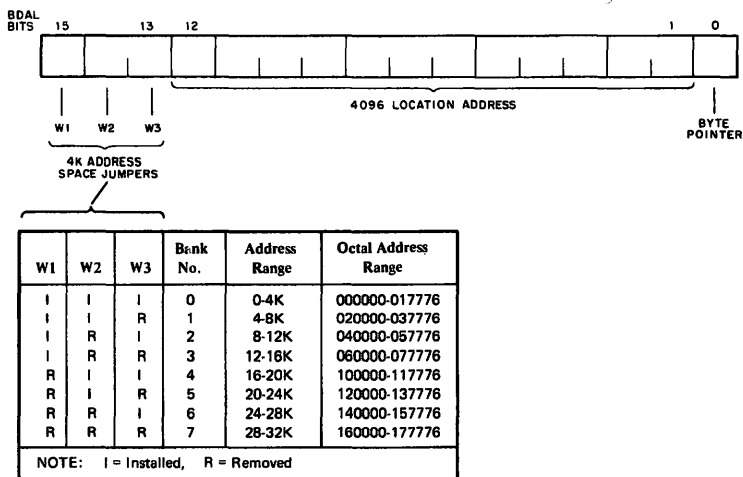 BDAL
BITS 15 13 12 1 0
4096 LOCATION ADDRESS
W1 W2 W3
BYTE
POINTER
4K ADDRESS
SPACE JUMPERS
W1 W2 W3 Bank No. Address Range Octal Address Range
I I I 0 0-4K 000000-017776
I I R 1 4-8K 020000-037776
I R I 2 8-12K 040000-057776
I R R 3 12-16K 060000-077776
R I I 4 16-20K 100000-117776
R I R 5 20-24K 120000-137776
R R I 6 24-28K 140000-157776
R R R 7 28-32K 160000-177776
NOTE: I = Installed, R = Removed